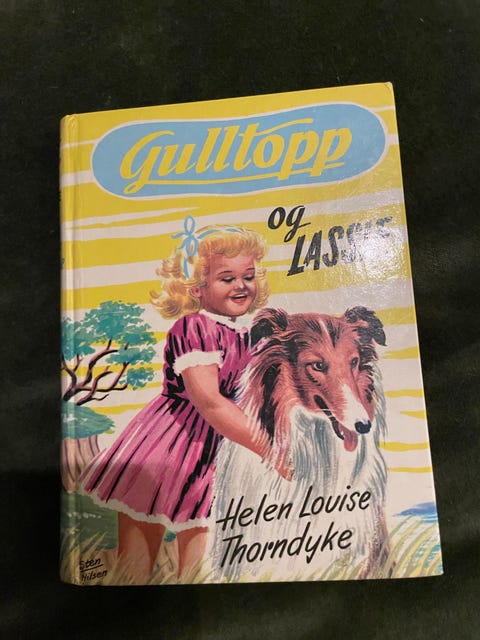 Gulltopp
og
LASSIE
Helen Louise
Thorndyke
Sten
Nilsen